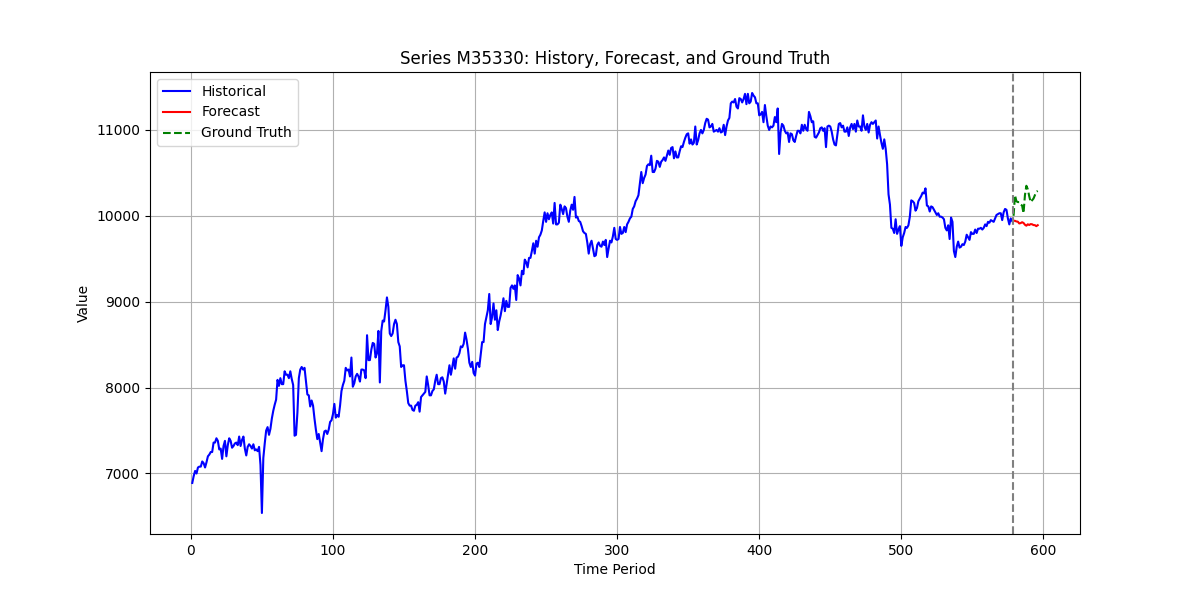 Series M35330: History, Forecast, and Ground Truth
Historical
Forecast
Ground Truth
11000
10000
9000
8000
7000
Value
0 100 200 300 400 500 600
Time Period